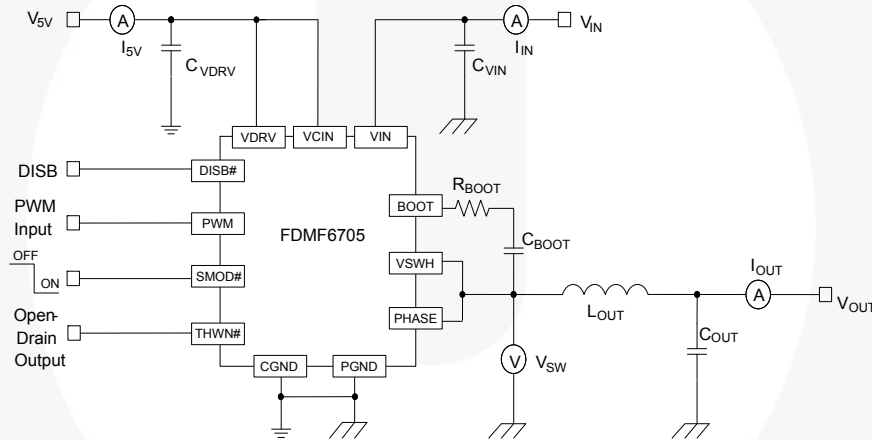 V5V
A
I5V
CVDRV
CVIN
A
IIN
VIN
VDRV
VCIN
VIN
DISB
DISB#
PWM
Input
PWM
FDMF6705
BOOT
RBOOT
CBOOT
OFF
ON
SMOD#
VSWH
IOUT
A
VOUT
LOUT
Open-
Drain
Output
THWN#
PHASE
COUT
V
VSW
CGND
PGND